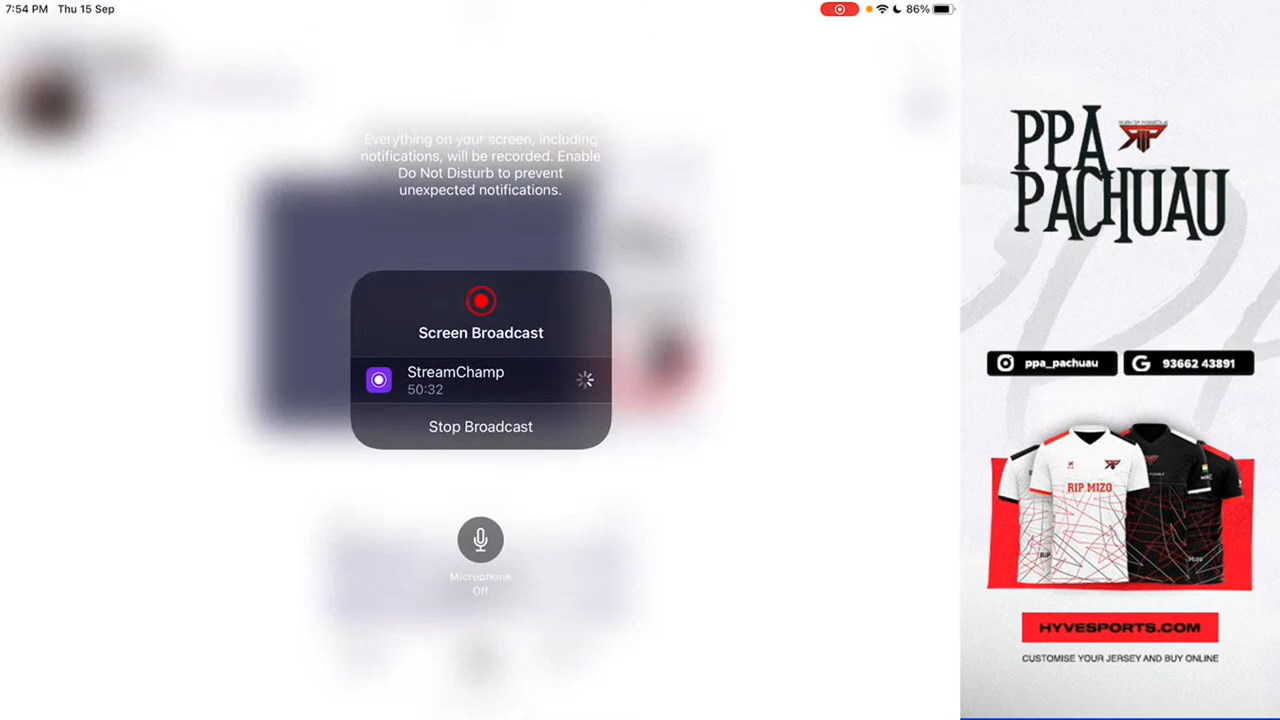 7:54 PM Thu 15 Sep
86%
Everything on your screen, including
notifications, will be recorded. Enable
Do Not Disturb to prevent
unexpected notifications.
Screen Broadcast
StreamChamp
50:32
Stop Broadcast
Microphone
Off
PPA
PACHUAU
ppa_pachuau
93662 43891
RIP MIZO
HYVESPORTS.COM
CUSTOMISE YOUR JERSEY AND BUY ONLINE